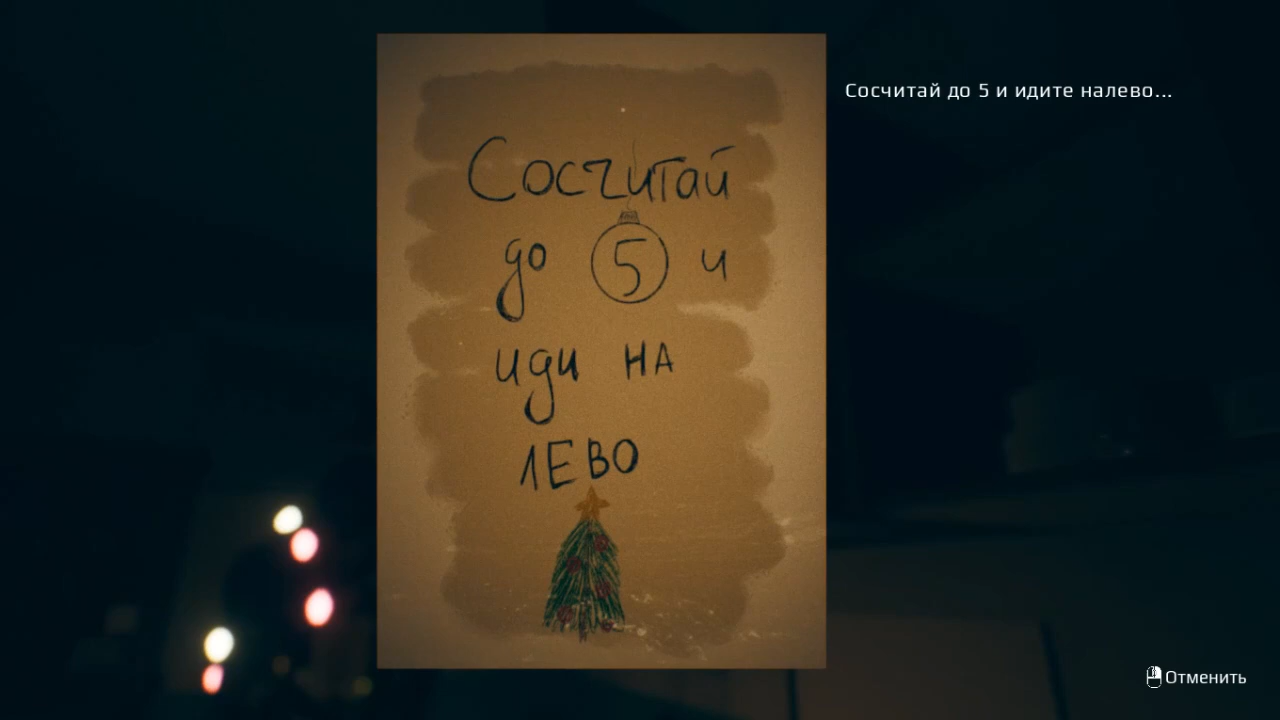 Сосчитай
до 5 и
иди на
лево
Сосчитай до 5 и идите налево...
Отменить